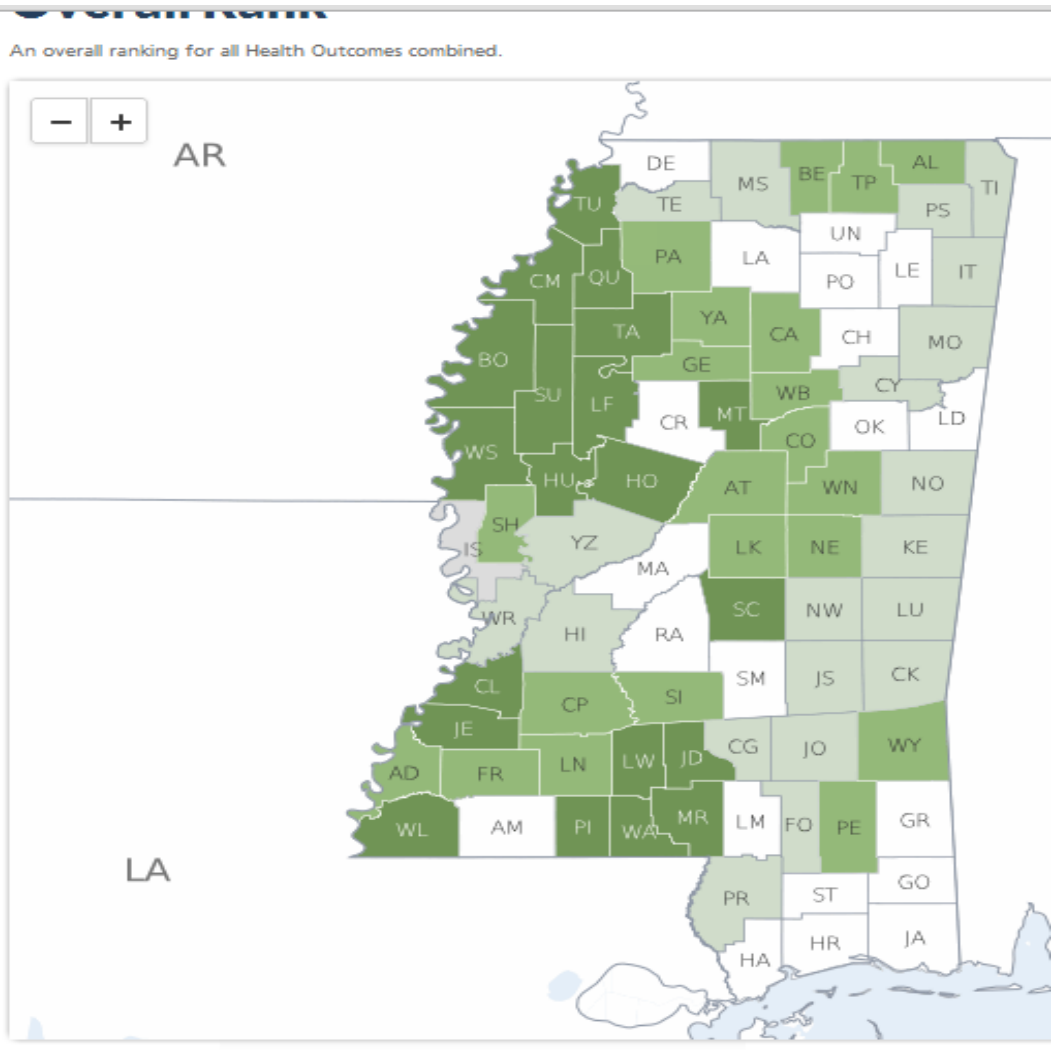 Overall Rank
An overall ranking for all Health Outcomes combined.
− +
AR
DE
MS
BE
TP
AL
TI
TU
TE
PS
UN
PA
LA
LE
IT
CM
QU
PO
YA
TA
CA
CH
MO
BO
GE
SU
LF
CR
MT
WB
CY
LD
OK
CO
WS
HU
HO
AT
WN
NO
SH
IS
YZ
LK
NE
KE
MA
WR
HI
RA
SC
NW
LU
CL
CP
SI
SM
JS
CK
JE
LW
JD
CG
JO
WY
AD
FR
LN
WL
AM
PI
WA
MR
LM
FO
PE
GR
LA
PR
ST
GO
HA
HR
JA